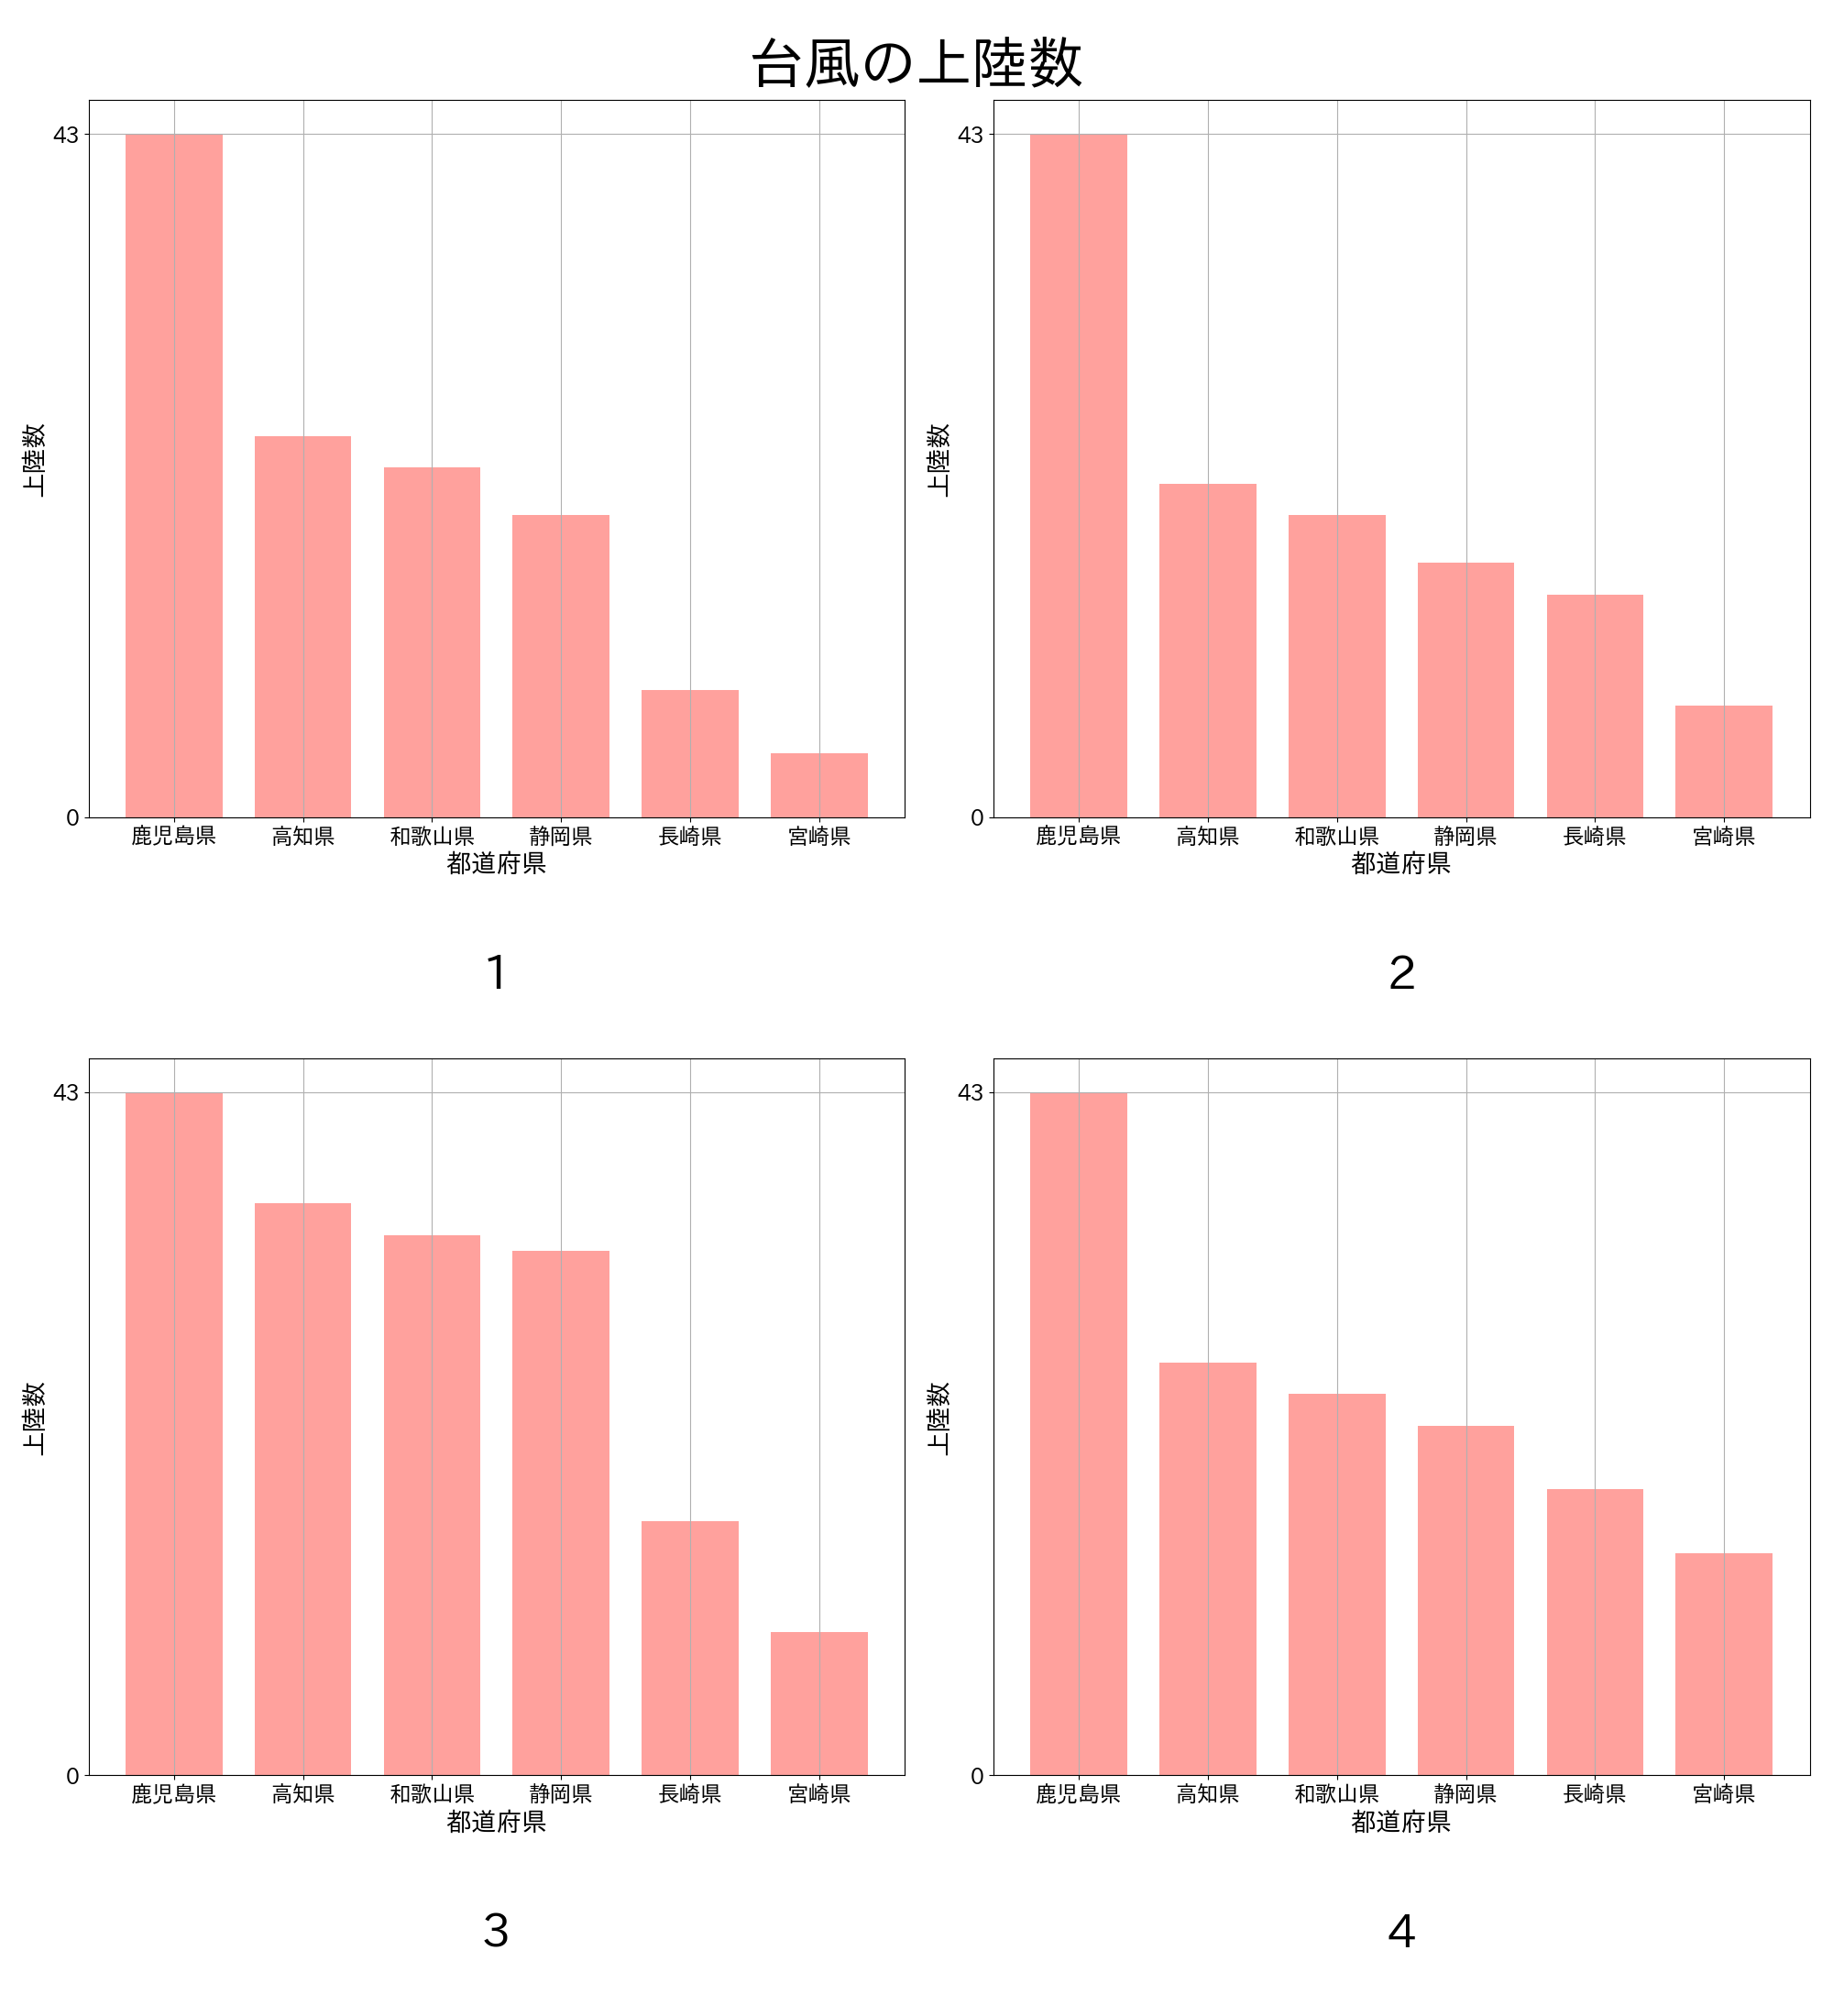 台風の上陸数
43
0
上陸数
鹿児島県 高知県 和歌山県 静岡県 長崎県 宮崎県
都道府県
1
43
0
上陸数
鹿児島県 高知県 和歌山県 静岡県 長崎県 宮崎県
都道府県
2
43
0
上陸数
鹿児島県 高知県 和歌山県 静岡県 長崎県 宮崎県
都道府県
3
43
0
上陸数
鹿児島県 高知県 和歌山県 静岡県 長崎県 宮崎県
都道府県
4